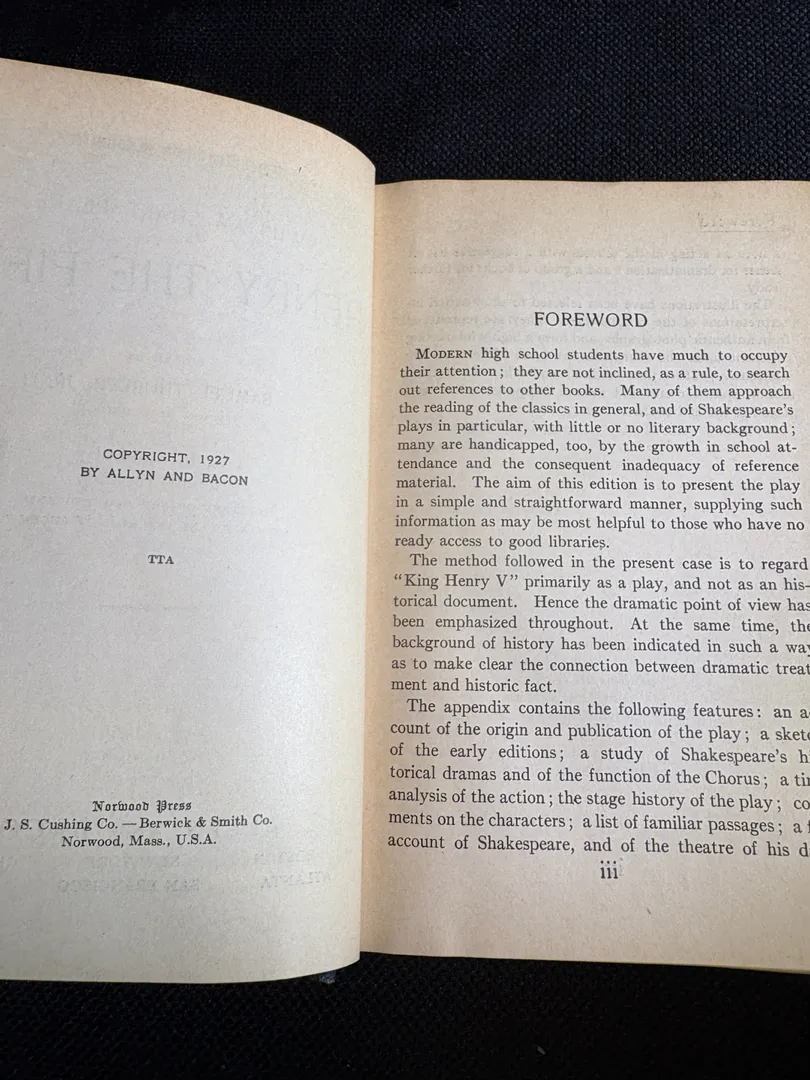 COPYRIGHT, 1927
BY ALLYN AND BACON
TTA
Norwood Press
J. S. Cushing Co. — Berwick & Smith Co.
Norwood, Mass., U.S.A.
FOREWORD
MODERN high school students have much to occupy
their attention; they are not inclined, as a rule, to search
out references to other books. Many of them approach
the reading of the classics in general, and of Shakespeare's
plays in particular, with little or no literary background;
many are handicapped, too, by the growth in school at-
tendance and the consequent inadequacy of reference
material. The aim of this edition is to present the play
in a simple and straightforward manner, supplying such
information as may be most helpful to those who have no
ready access to good libraries.
The method followed in the present case is to regard
"King Henry V" primarily as a play, and not as an his-
torical document. Hence the dramatic point of view has
been emphasized throughout. At the same time, the
background of history has been indicated in such a way
as to make clear the connection between dramatic treat
ment and historic fact.
The appendix contains the following features: an a
count of the origin and publication of the play; a sketc
of the early editions; a study of Shakespeare's hi
torical dramas and of the function of the Chorus; a tim
analysis of the action; the stage history of the play; co
ments on the characters; a list of familiar passages; a f
account of Shakespeare, and of the theatre of his d
iii